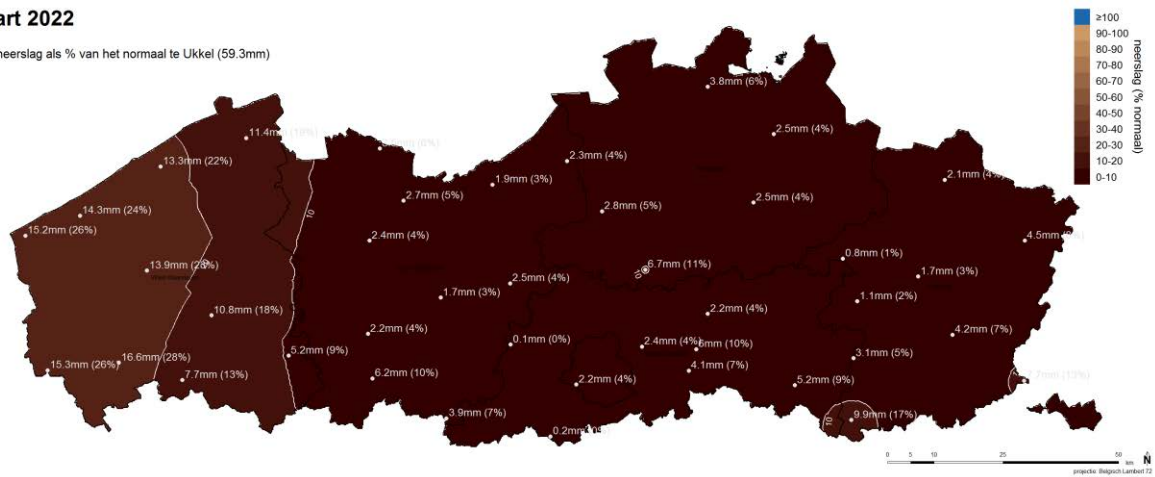 art 2022
neerslag als % van het normaal te Ukkel (59.3mm)
≥100
90-100
80-90
70-80
60-70
50-60
40-50
30-40
20-30
10-20
0-10
neerslag (% normaal)
3.8mm (6%)
11.4mm (19%)
2.5mm (4%)
13.3mm (22%)
2.3mm (4%)
1.9mm (3%)
2.1mm (4%)
2.7mm (5%)
2.5mm (4%)
14.3mm (24%)
2.8mm (5%)
10
15.2mm (26%)
2.4mm (4%)
4.5mm
0.8mm (1%)
13.9mm
6.7mm (11%)
10
2.5mm (4%)
1.7mm (3%)
1.7mm (3%)
1.1mm (2%)
10.8mm (18%)
2.2mm (4%)
2.2mm (4%)
4.2mm (7%)
0.1mm (0%)
2.4mm (4%)
6mm (10%)
5.2mm (9%)
3.1mm (5%)
16.6mm (28%)
15.3mm (26%)
4.1mm (7%)
7.7mm (13%)
6.2mm (10%)
2.2mm (4%)
5.2mm (9%)
3.9mm (7%)
9.9mm (17%)
10
0.2mm
0 5 10 25 50
km
N
projectie: Belgisch Lambert 72